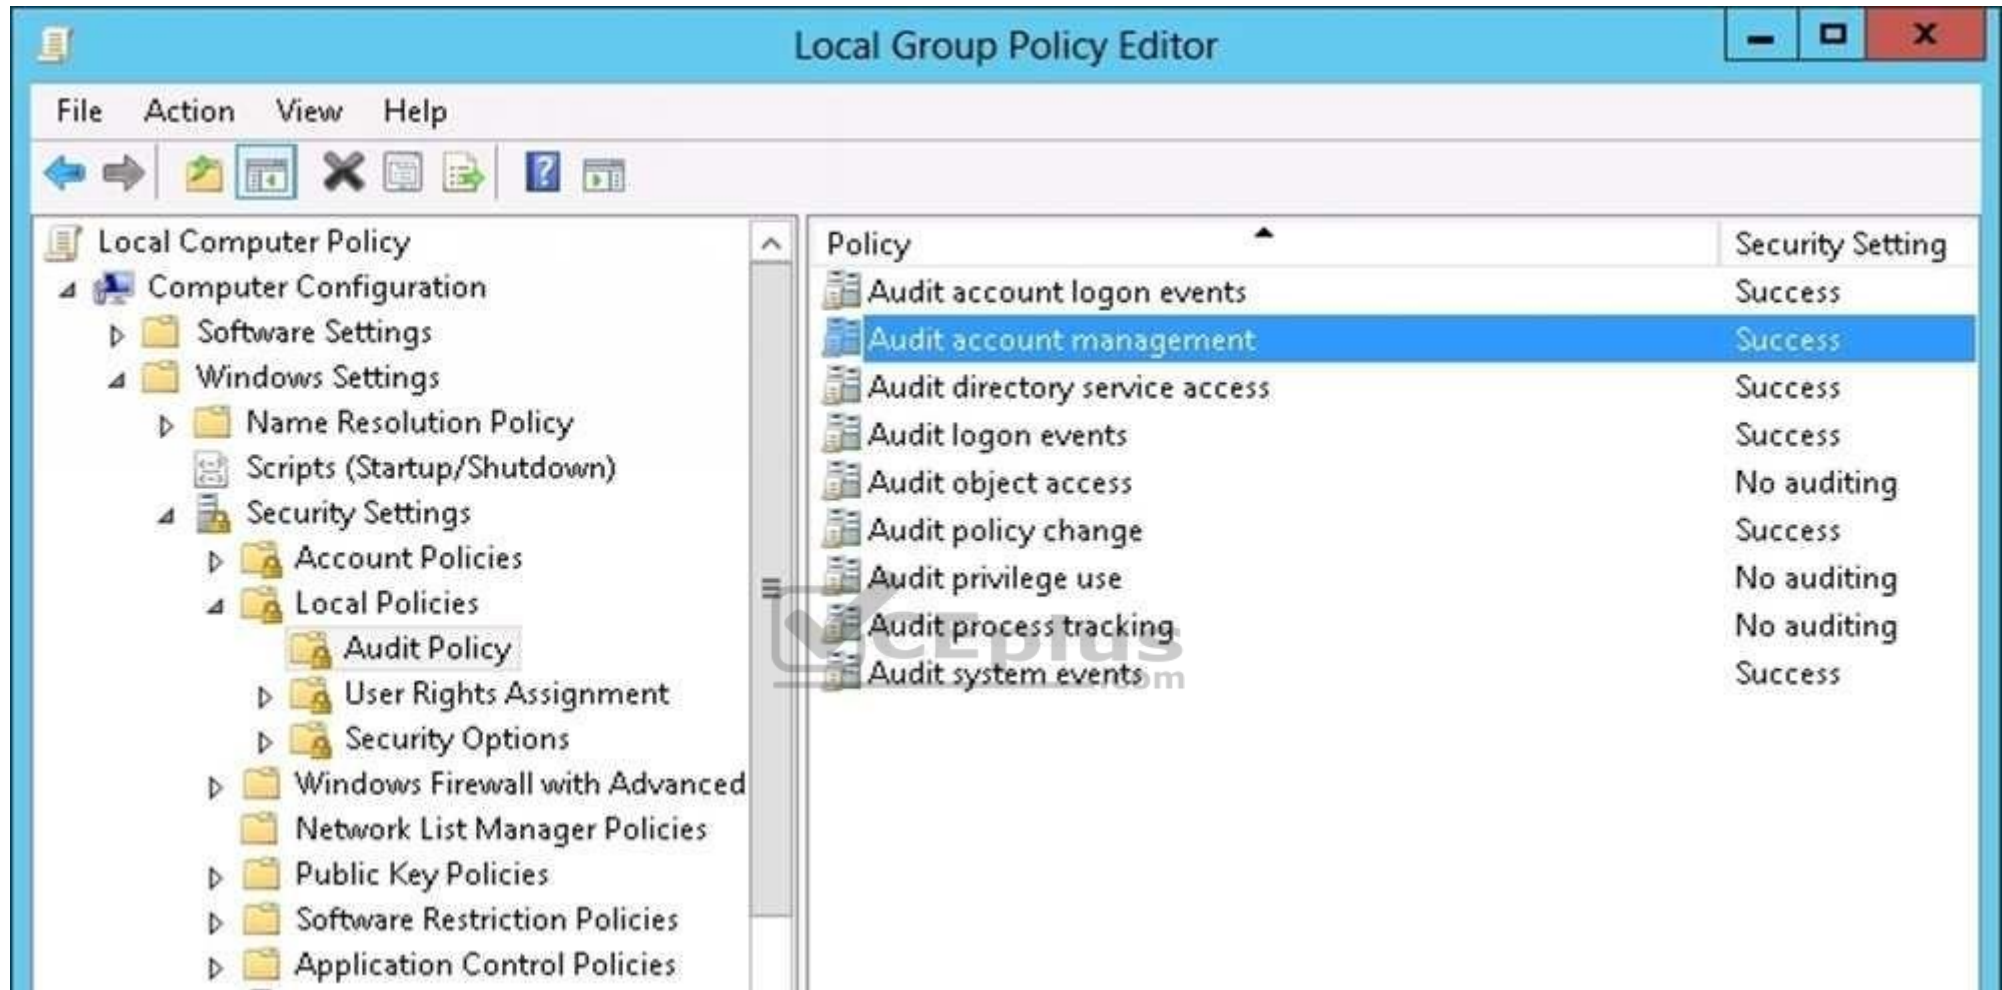 Local Group Policy Editor
File Action View Help
Local Computer Policy
Computer Configuration
Software Settings
Windows Settings
Name Resolution Policy
Scripts (Startup/Shutdown)
Security Settings
Account Policies
Local Policies
Audit Policy
User Rights Assignment
Security Options
Windows Firewall with Advanced
Network List Manager Policies
Public Key Policies
Software Restriction Policies
Application Control Policies
Policy Security Setting
Audit account logon events Success
Audit account management Success
Audit directory service access Success
Audit logon events Success
Audit object access No auditing
Audit policy change Success
Audit privilege use No auditing
Audit process tracking No auditing
Audit system events Success
VCEplus
.com